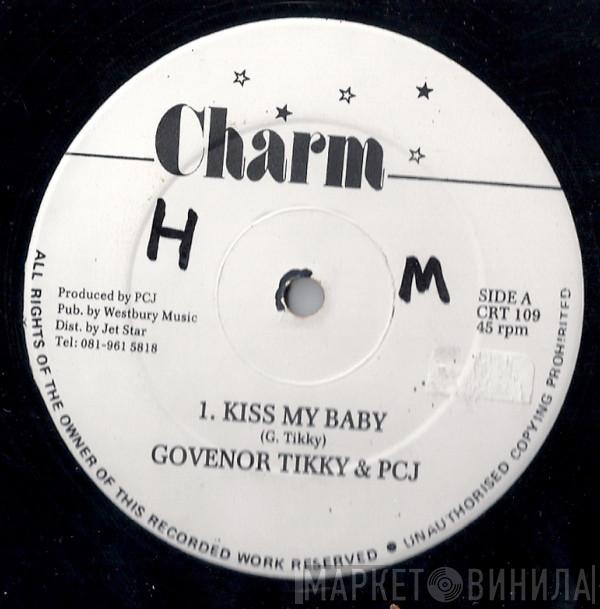 Charm
H C M
Produced by PCJ
Pub. by Westbury Music
Dist. by Jet Star
Tel: 081-961 5818
SIDE A
CRT 109
45 rpm
1. KISS MY BABY
(G. Tikky)
GOVENOR TIKKY & PCJ
ALL RIGHTS OF THE OWNER OF THIS RECORDED WORK RESERVED ● UNAUTHORISED COPYING PROHIBITED
МАРКЕТ ВИНИЛА